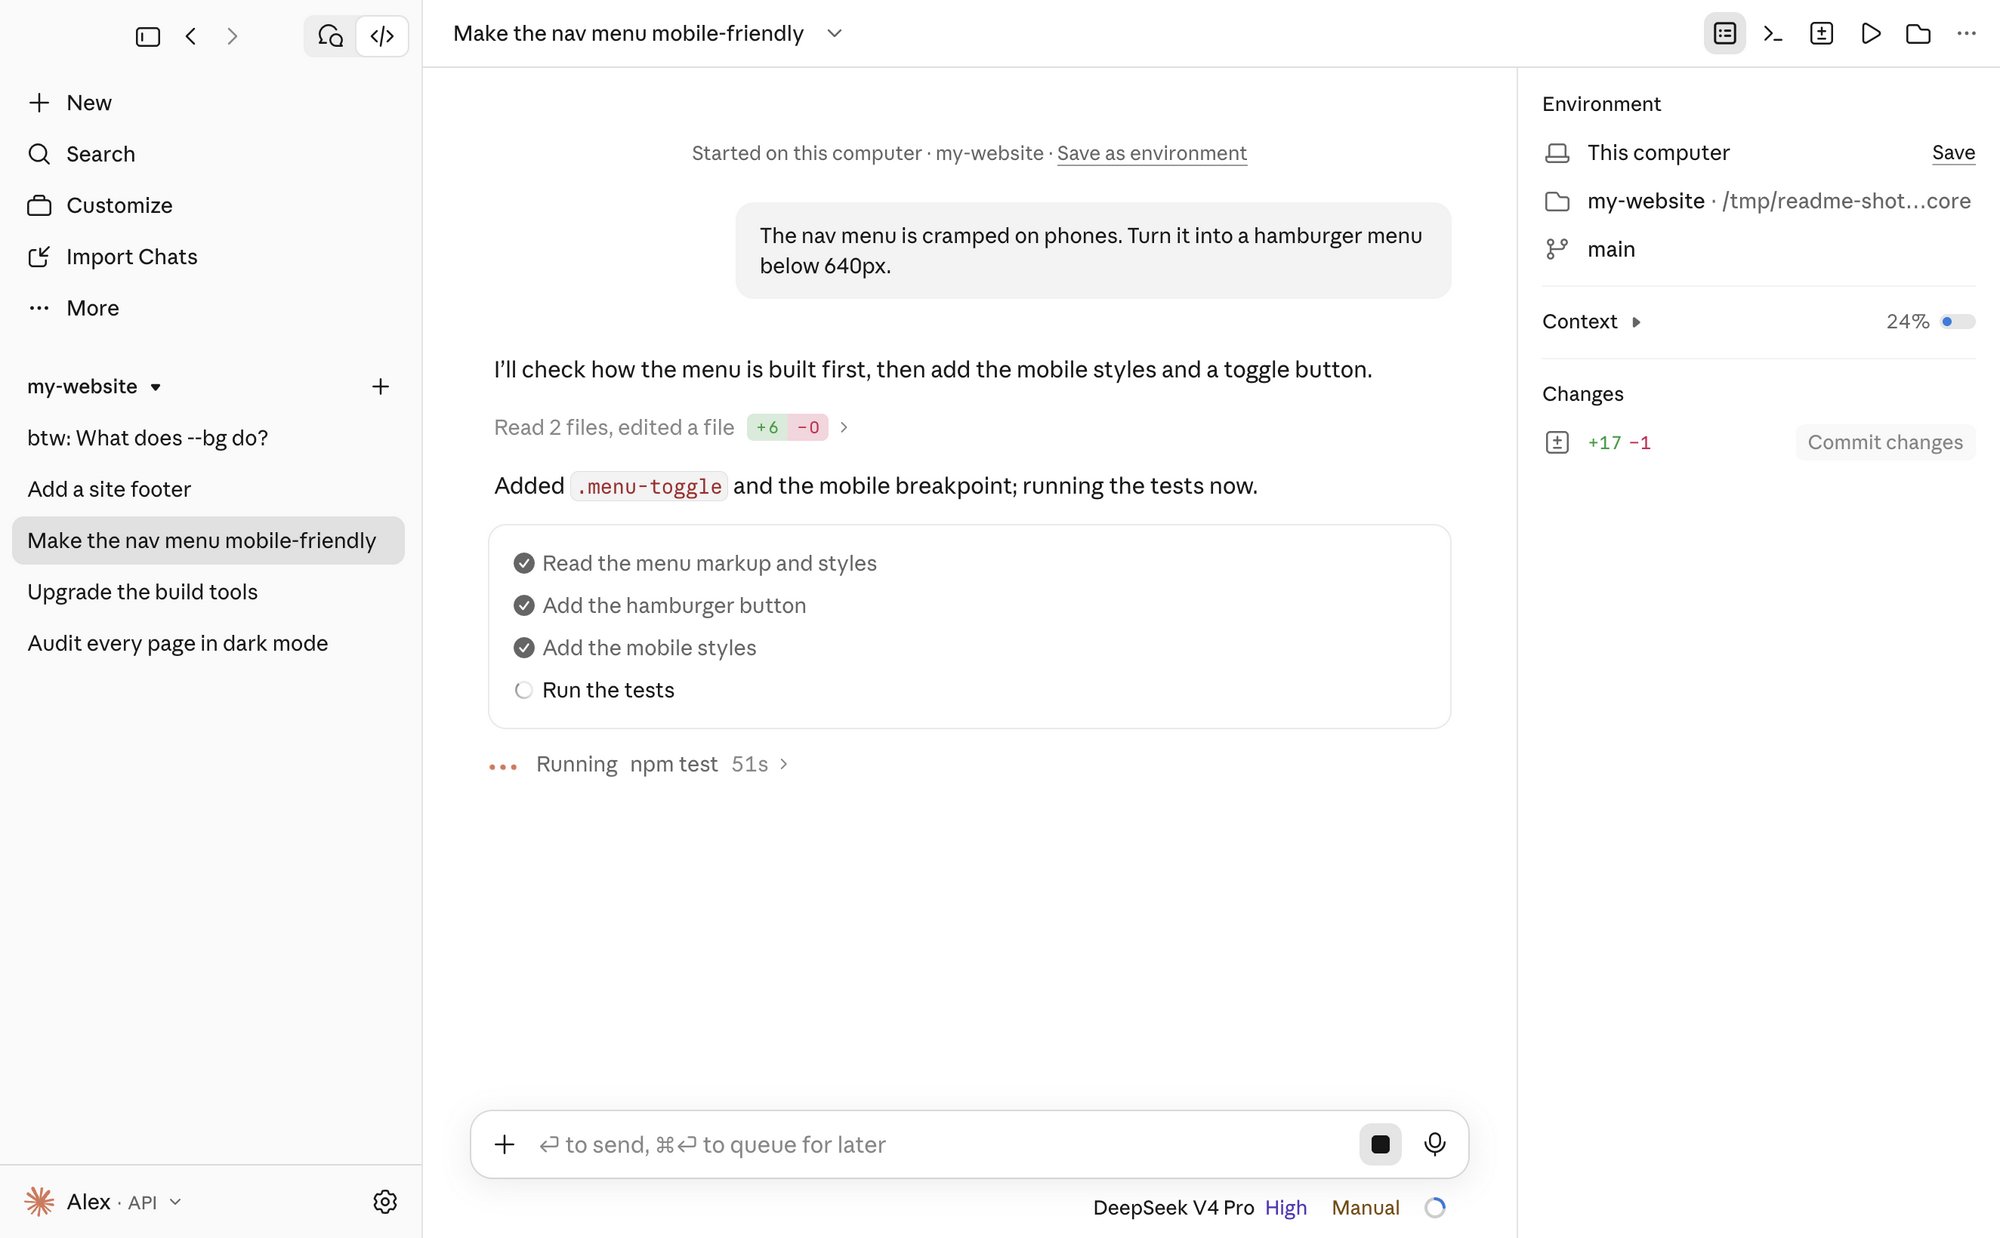 New
Search
Customize
Import Chats
More
my-website
btw: What does --bg do?
Add a site footer
Make the nav menu mobile-friendly
Upgrade the build tools
Audit every page in dark mode
Alex · API
Make the nav menu mobile-friendly
Started on this computer · my-website · Save as environment
The nav menu is cramped on phones. Turn it into a hamburger menu
below 640px.
I’ll check how the menu is built first, then add the mobile styles and a toggle button.
Read 2 files, edited a file +6 -0
Added .menu-toggle and the mobile breakpoint; running the tests now.
Read the menu markup and styles
Add the hamburger button
Add the mobile styles
Run the tests
Running npm test 51s
⏎ to send, ⌘⏎ to queue for later
DeepSeek V4 Pro High Manual
Environment
This computer Save
my-website · /tmp/readme-shot…core
main
Context 24%
Changes
+17 −1 Commit changes